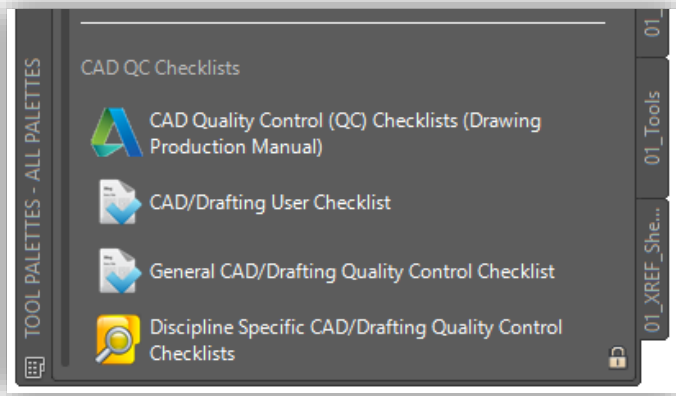 TOOL PALETTES - ALL PALETTES
CAD QC Checklists
CAD Quality Control (QC) Checklists (Drawing
Production Manual)
CAD/Drafting User Checklist
General CAD/Drafting Quality Control Checklist
Discipline Specific CAD/Drafting Quality Control
Checklists
01_
01_Tools
01_XREF_She...